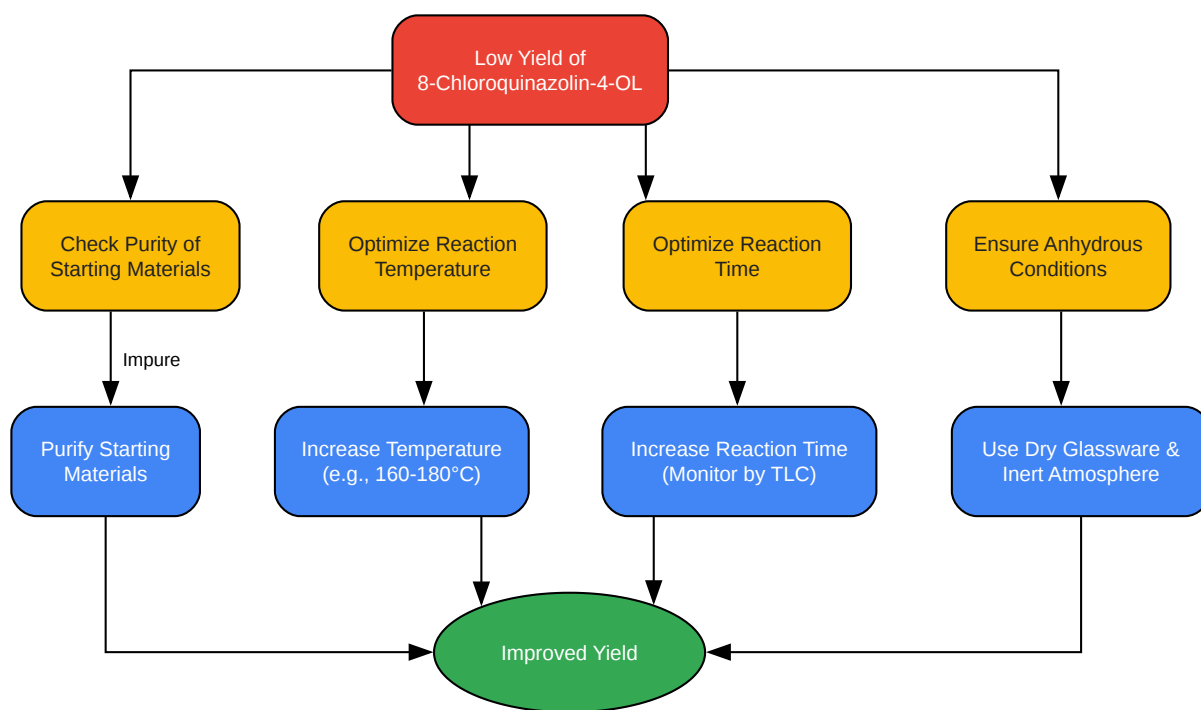 Low Yield of
8-Chloroquinazolin-4-OL
Check Purity of
Starting Materials
Optimize Reaction
Temperature
Optimize Reaction
Time
Ensure Anhydrous
Conditions
Impure
Purify Starting
Materials
Increase Temperature
(e.g., 160-180°C)
Increase Reaction Time
(Monitor by TLC)
Use Dry Glassware &
Inert Atmosphere
Improved Yield